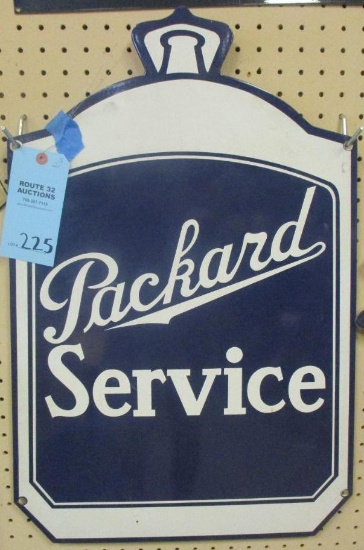 ROUTE 32
AUCTIONS
225
Packard
Service